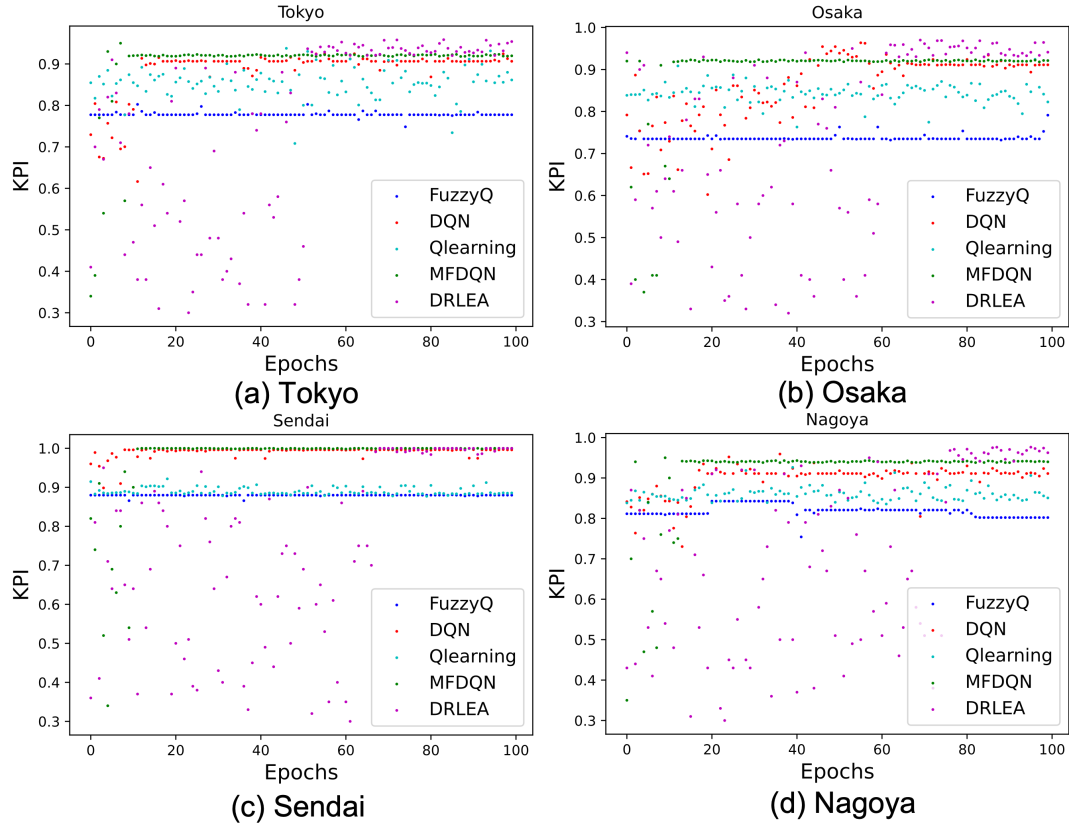 Tokyo
0.9
0.8
0.7
0.6
0.5
0.4
0.3
KPI
FuzzyQ
DQN
Qlearning
MFDQN
DRLEA
0 20 40 60 80 100
Epochs
(a) Tokyo
Osaka
1.0
0.9
0.8
0.7
0.6
0.5
0.4
0.3
KPI
FuzzyQ
DQN
Qlearning
MFDQN
DRLEA
0 20 40 60 80 100
Epochs
(b) Osaka
Sendai
1.0
0.9
0.8
0.7
0.6
0.5
0.4
0.3
KPI
FuzzyQ
DQN
Qlearning
MFDQN
DRLEA
0 20 40 60 80 100
Epochs
(c) Sendai
Nagoya
1.0
0.9
0.8
0.7
0.6
0.5
0.4
0.3
KPI
FuzzyQ
DQN
Qlearning
MFDQN
DRLEA
0 20 40 60 80 100
Epochs
(d) Nagoya